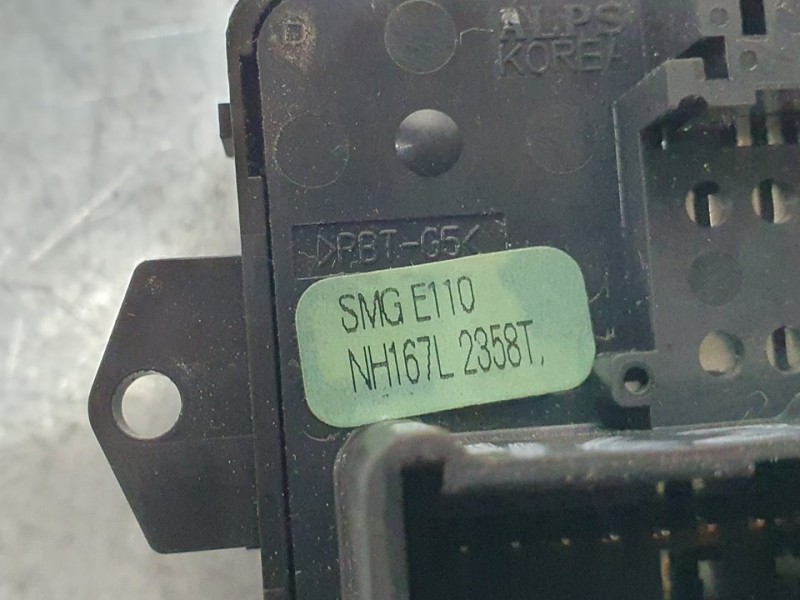 D
ALPS
KOREA
>PBT-G5<
SMG E110
NH167L 2358T.